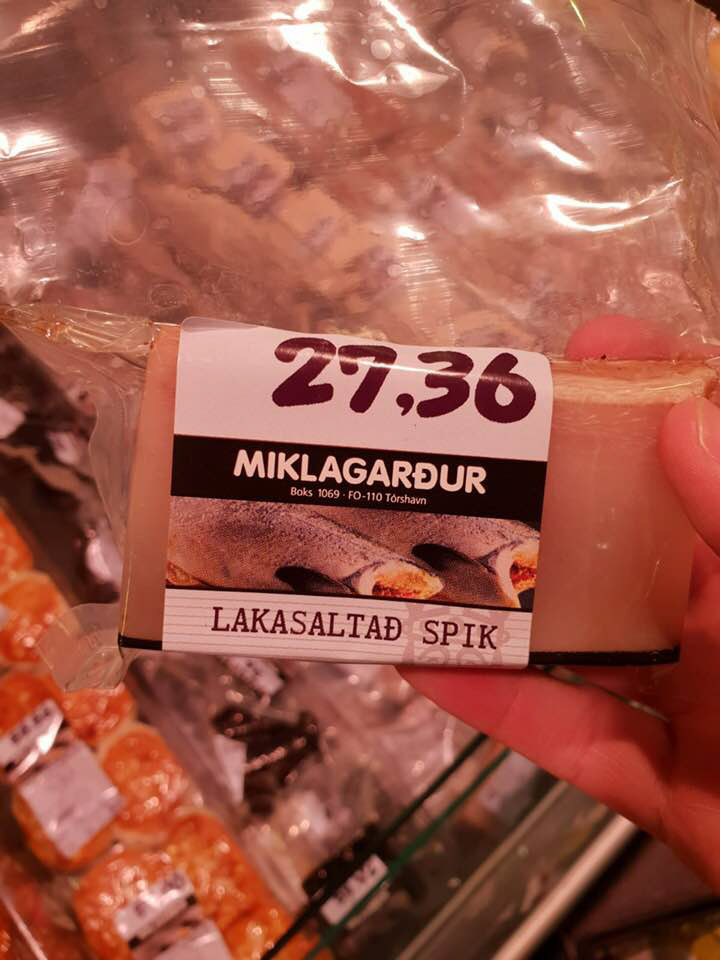 27,36
MIKLAGARÐUR
Boks 1069 · FO-110 Tórshavn
LAKASALTAÐ SPIK